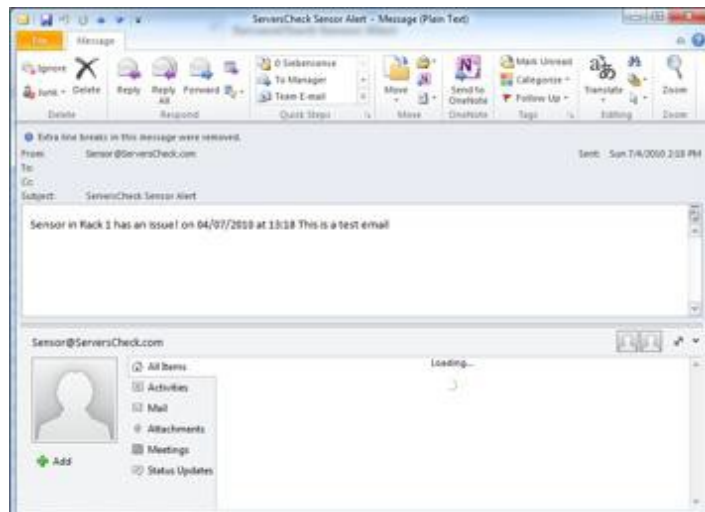 ServersCheck Sensor Alert - Message (Plain Text)
File Message
Ignore Delete Reply Reply All Forward Move Send to OneNote Mark Unread Translate Zoom
Junk To Manager Categorize
Team E-mail Follow Up
Delete Respond Quick Steps Move OneNote Tags Editing Zoom
Extra line breaks in this message were removed.
From: Sensor@ServersCheck.com Sent: Sun 7/4/2010 2:18 PM
To:
Cc:
Subject: ServersCheck Sensor Alert
Sensor in Rack 1 has an issue! on 04/07/2010 at 13:18 This is a test email
Sensor@ServersCheck.com
All Items Loading...
Activities
Mail
Attachments
Add Meetings
Status Updates